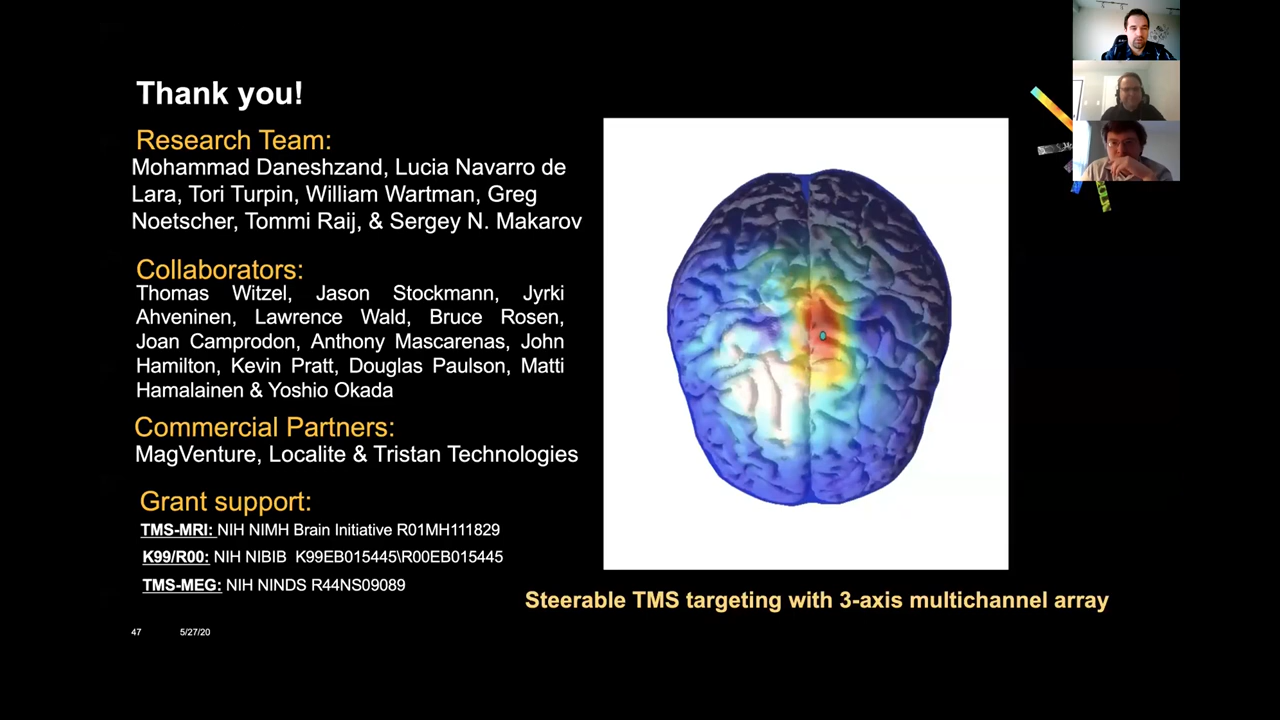 Thank you!
Research Team:
Mohammad Daneshzand, Lucia Navarro de
Lara, Tori Turpin, William Wartman, Greg
Noetscher, Tommi Raij, & Sergey N. Makarov
Collaborators:
Thomas Witzel, Jason Stockmann, Jyrki
Ahveninen, Lawrence Wald, Bruce Rosen,
Joan Camprodon, Anthony Mascarenas, John
Hamilton, Kevin Pratt, Douglas Paulson, Matti
Hamalainen & Yoshio Okada
Commercial Partners:
MagVenture, Localite & Tristan Technologies
Grant support:
TMS-MRI: NIH NIMH Brain Initiative R01MH111829
K99/R00: NIH NIBIB K99EB015445\R00EB015445
TMS-MEG: NIH NINDS R44NS09089
Steerable TMS targeting with 3-axis multichannel array
47 5/27/20